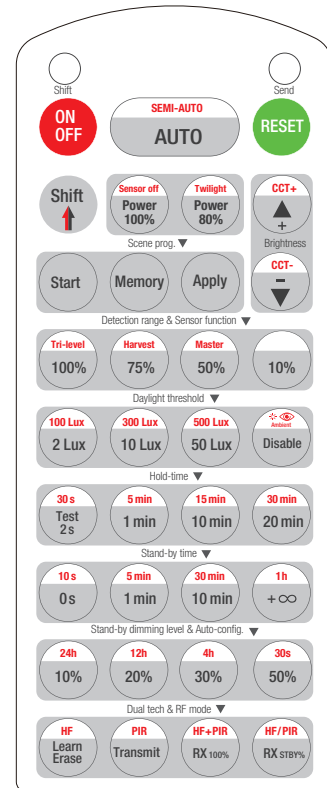 Shift Send
ON
OFF
SEMI-AUTO
AUTO
RESET
Shift
Sensor off
Power
100%
Twilight
Power
80%
CCT+
+
Scene prog. ▼
Brightness
Start Memory Apply
CCT-
-
Detection range & Sensor function ▼
Tri-level Harvest Master
100% 75% 50% 10%
Daylight threshold ▼
100 Lux 300 Lux 500 Lux Ambient
2 Lux 10 Lux 50 Lux Disable
Hold-time ▼
30 s 5 min 15 min 30 min
Test
2 s
1 min 10 min 20 min
Stand-by time ▼
10 s 5 min 30 min 1h
0 s 1 min 10 min +∞
Stand-by dimming level & Auto-config. ▼
24h 12h 4h 30s
10% 20% 30% 50%
Dual tech & RF mode ▼
HF PIR HF+PIR HF/PIR
Learn
Erase
Transmit RX 100% RX STBY%